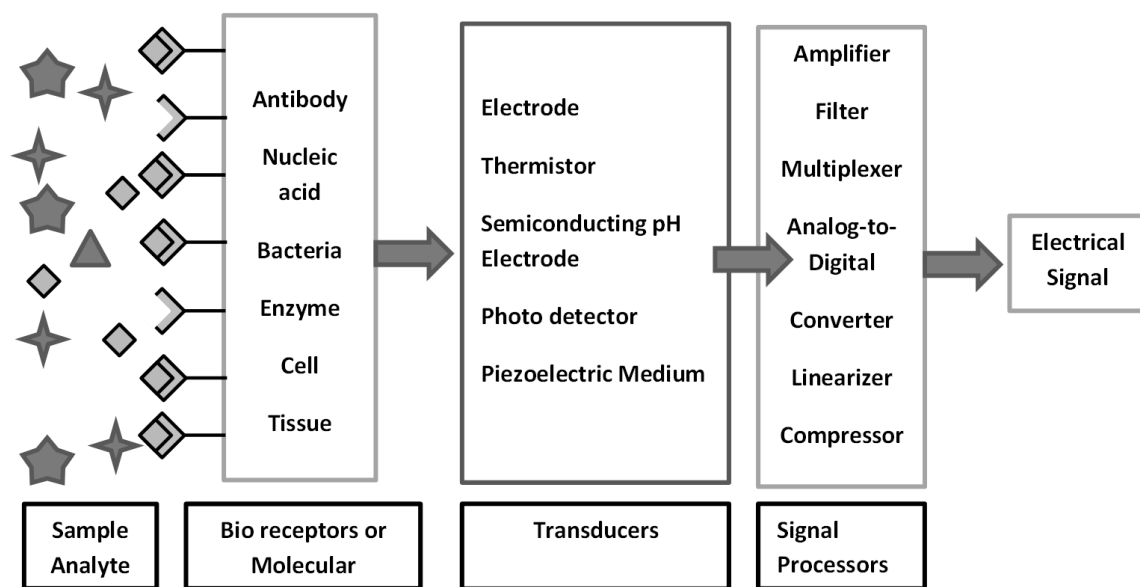 Antibody
Nucleic
acid
Bacteria
Enzyme
Cell
Tissue
Electrode
Thermistor
Semiconducting pH
Electrode
Photo detector
Piezoelectric Medium
Amplifier
Filter
Multiplexer
Analog-to-
Digital
Converter
Linearizer
Compressor
Electrical
Signal
Sample
Analyte
Bio receptors or
Molecular
Transducers
Signal
Processors